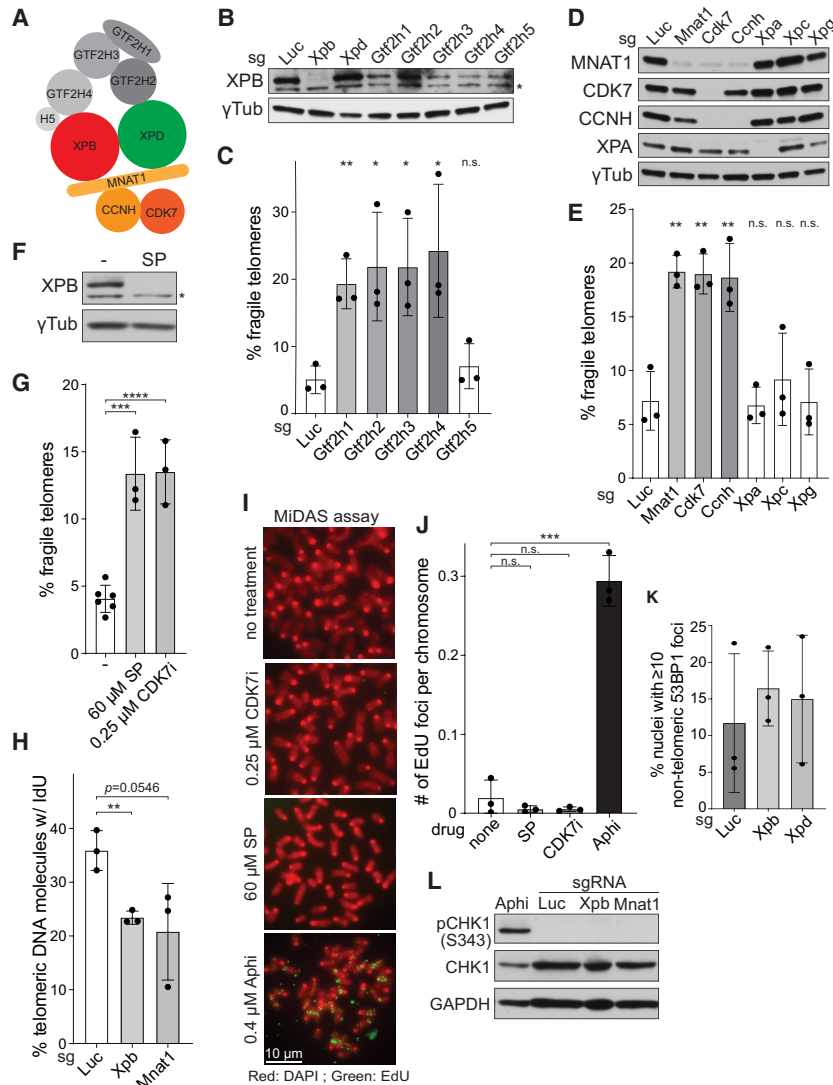 A
GTF2H1
GTF2H3
GTF2H2
GTF2H4
H5
XPB
XPD
MNAT1
CCNH
CDK7
B
sg
Luc
Xpb
Xpd
Gtf2h1
Gtf2h2
Gtf2h3
Gtf2h4
Gtf2h5
XPB
*
γTub
C
** * * * n.s.
% fragile telomeres
30
20
10
0
sg
Luc
Gtf2h1
Gtf2h2
Gtf2h3
Gtf2h4
Gtf2h5
D
sg
Luc
Mnat1
Cdk7
Ccnh
Xpa
Xpc
Xpg
MNAT1
CDK7
CCNH
XPA
γTub
E
** ** ** n.s. n.s. n.s.
% fragile telomeres
25
20
15
10
5
0
sg
Luc
Mnat1
Cdk7
Ccnh
Xpa
Xpc
Xpg
F
- SP
XPB
*
γTub
G
****
***
% fragile telomeres
20
15
10
5
0
-
60 μM SP
0.25 μM CDK7i
H
p=0.0546
**
% telomeric DNA molecules w/ IdU
40
30
20
10
0
sg
Luc
Xpb
Mnat1
I
MiDAS assay
no treatment
0.25 μM CDK7i
60 μM SP
0.4 μM Aphi
10 μm
Red: DAPI ; Green: EdU
J
***
n.s.
n.s.
# of EdU foci per chromosome
0.3
0.2
0.1
0
drug
none
SP
CDK7i
Aphi
K
% nuclei with ≥10
non-telomeric 53BP1 foci
25
20
15
10
5
0
sg
Luc
Xpb
Xpd
L
sgRNA
Aphi Luc Xpb Mnat1
pCHK1
(S343)
CHK1
GAPDH